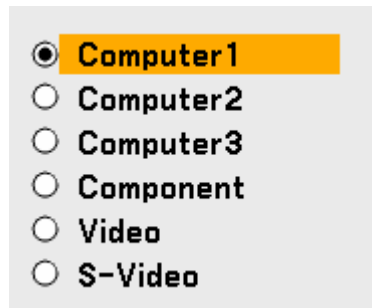 Computer1
Computer2
Computer3
Component
Video
S-Video